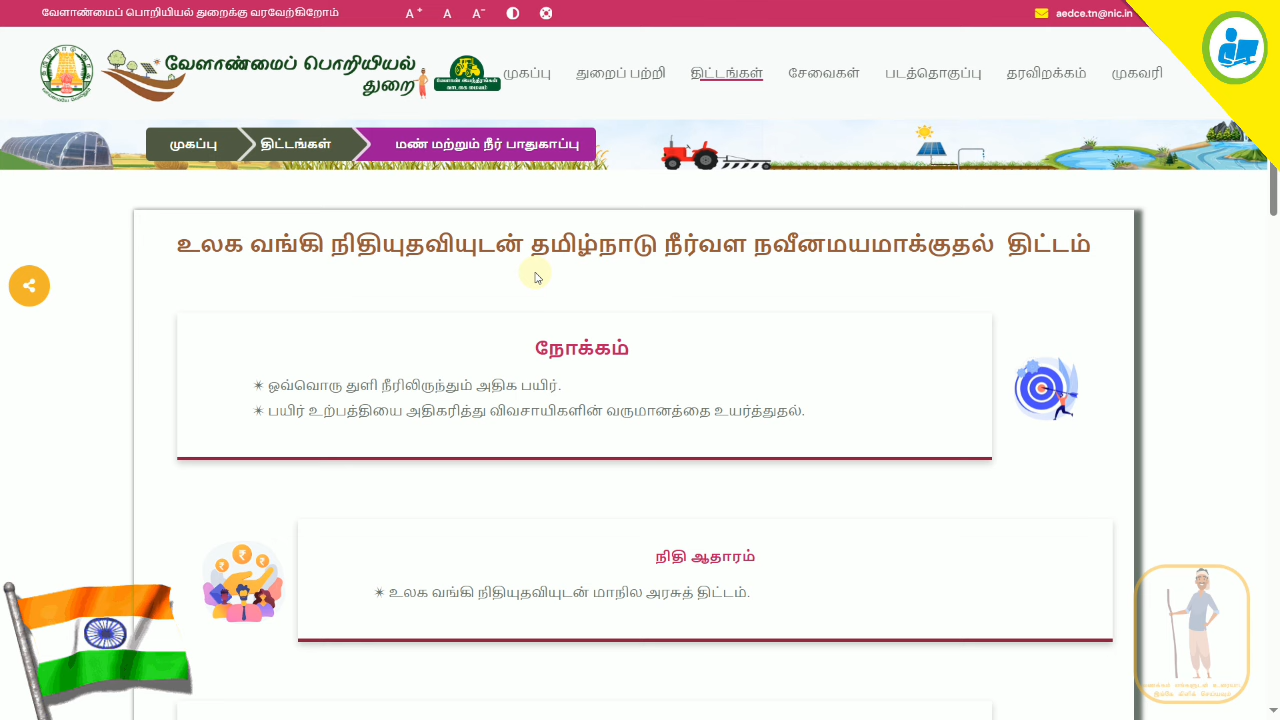 வேளாண்மைப் பொறியியல் துறைக்கு வரவேற்கிறோம்
A+ A A-
aedce.tn@nic.in
வேளாண்மைப் பொறியியல்
துறை
முகப்பு துறைப் பற்றி திட்டங்கள் சேவைகள் படத்தொகுப்பு தரவிறக்கம் முகவரி
முகப்பு திட்டங்கள் மண் மற்றும் நீர் பாதுகாப்பு
உலக வங்கி நிதியுதவியுடன் தமிழ்நாடு நீர்வள நவீனமயமாக்குதல் திட்டம்
நோக்கம்
✴ ஒவ்வொரு துளி நீரிலிருந்தும் அதிக பயிர்.
✴ பயிர் உற்பத்தியை அதிகரித்து விவசாயிகளின் வருமானத்தை உயர்த்துதல்.
நிதி ஆதாரம்
✴ உலக வங்கி நிதியுதவியுடன் மாநில அரசுத் திட்டம்.